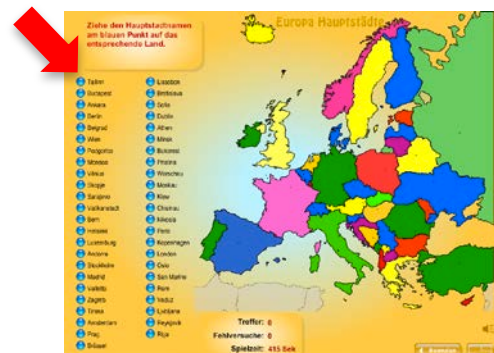 Ziehe den Hauptstadtnamen
am blauen Punkt auf das
entsprechende Land.
Europa Hauptstädte
Tallinn
Budapest
Ankara
Berlin
Belgrad
Wien
Podgorica
Monaco
Vilnius
Skopje
Sarajevo
Vatikanstadt
Bern
Helsinki
Luxemburg
Andorra
Stockholm
Madrid
Valletta
Zagreb
Tirana
Amsterdam
Prag
Brüssel
Lissabon
Bratislava
Sofia
Dublin
Athen
Minsk
Bukarest
Pristina
Warschau
Moskau
Kiew
Chisinau
Nikosia
Paris
Kopenhagen
London
Oslo
San Marino
Rom
Vaduz
Ljubljana
Reykjavik
Riga
Treffer: 0
Fehlversuche: 0
Spielzeit: 415 Sek